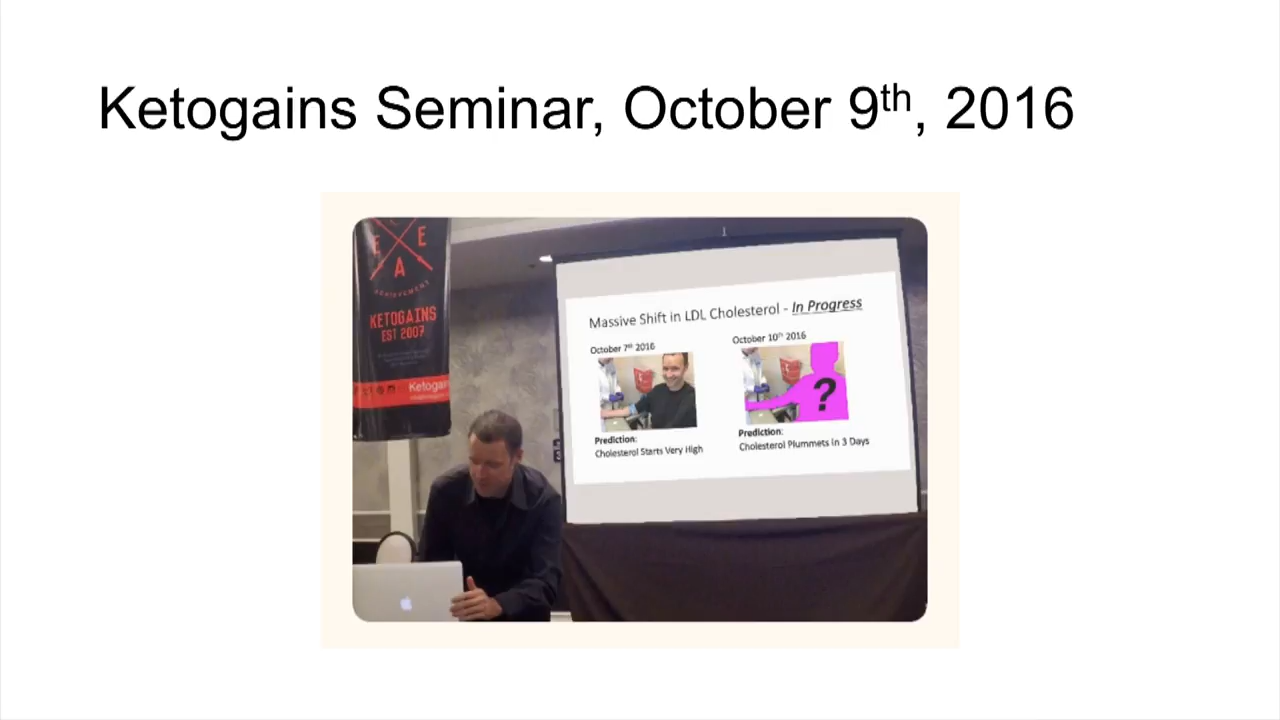 Ketogains Seminar, October 9th, 2016
E E
A
ACHIEVEMENT
KETOGAINS
EST 2007
Massive Shift in LDL Cholesterol - In Progress
October 7th 2016
October 10th 2016
Prediction:
Cholesterol Starts Very High
Prediction:
Cholesterol Plummets in 3 Days
?